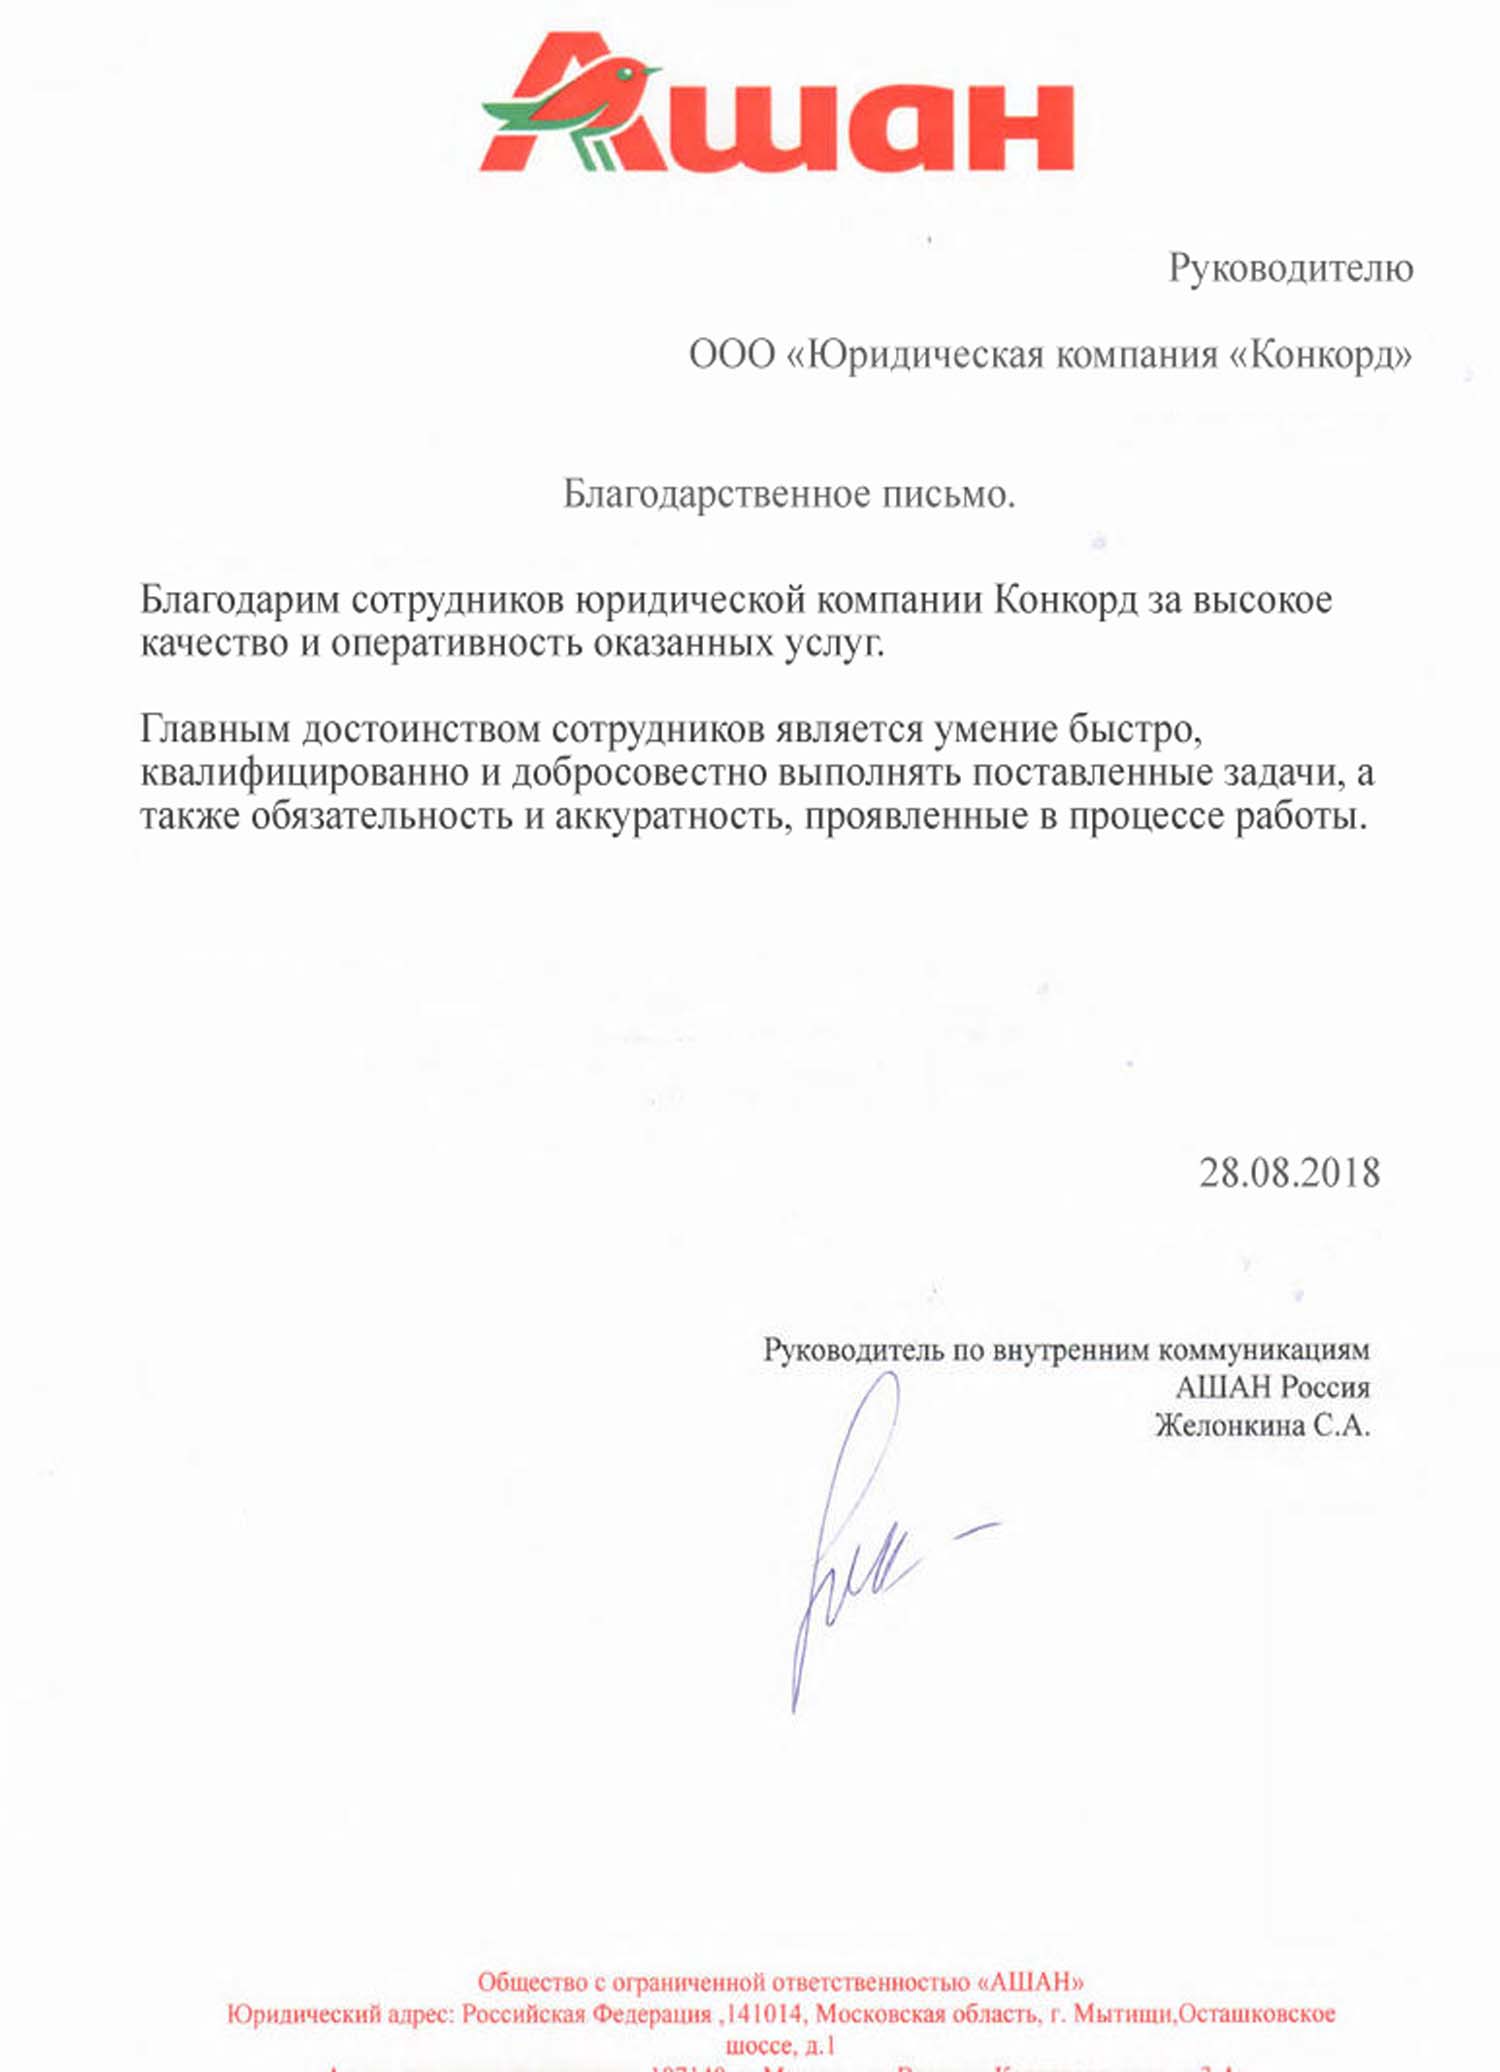 Ашан
Руководителю
ООО «Юридическая компания «Конкорд»
Благодарственное письмо.
Благодарим сотрудников юридической компании Конкорд за высокое
качество и оперативность оказанных услуг.
Главным достоинством сотрудников является умение быстро,
квалифицированно и добросовестно выполнять поставленные задачи, а
также обязательность и аккуратность, проявленные в процессе работы.
28.08.2018
Руководитель по внутренним коммуникациям
АШАН Россия
Желонкина С.А.
Общество с ограниченной ответственностью «АШАН»
Юридический адрес: Российская Федерация ,141014, Московская область, г. Мытищи,Осташковское
шоссе, д.1